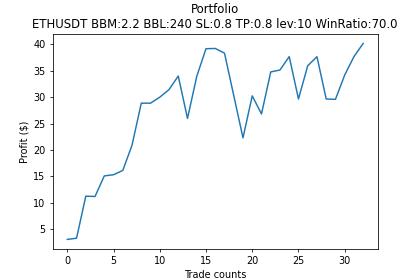 Portfolio
ETHUSDT BBM:2.2 BBL:240 SL:0.8 TP:0.8 lev:10 WinRatio:70.0
40
35
30
25
20
15
10
5
Profit ($)
0 5 10 15 20 25 30
Trade counts